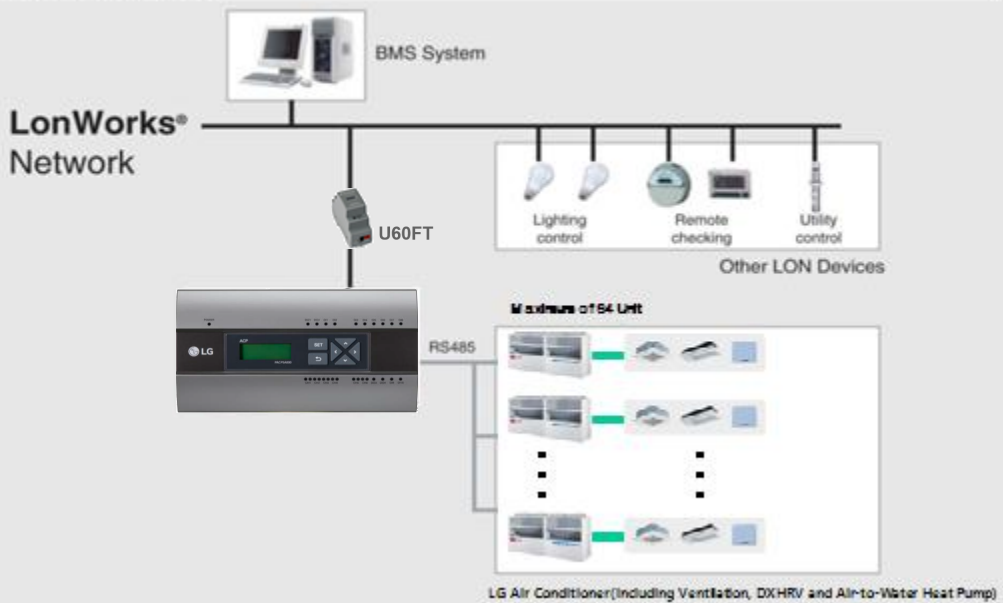 BMS System
LonWorks®
Network
U60FT
Lighting
control
Remote
checking
Utility
control
Other LON Devices
Maximum of 64 Unit
LG
ACP
SET
RS485
LG Air Conditioner(Including Ventilation, DXHRV and Air-to-Water Heat Pump)